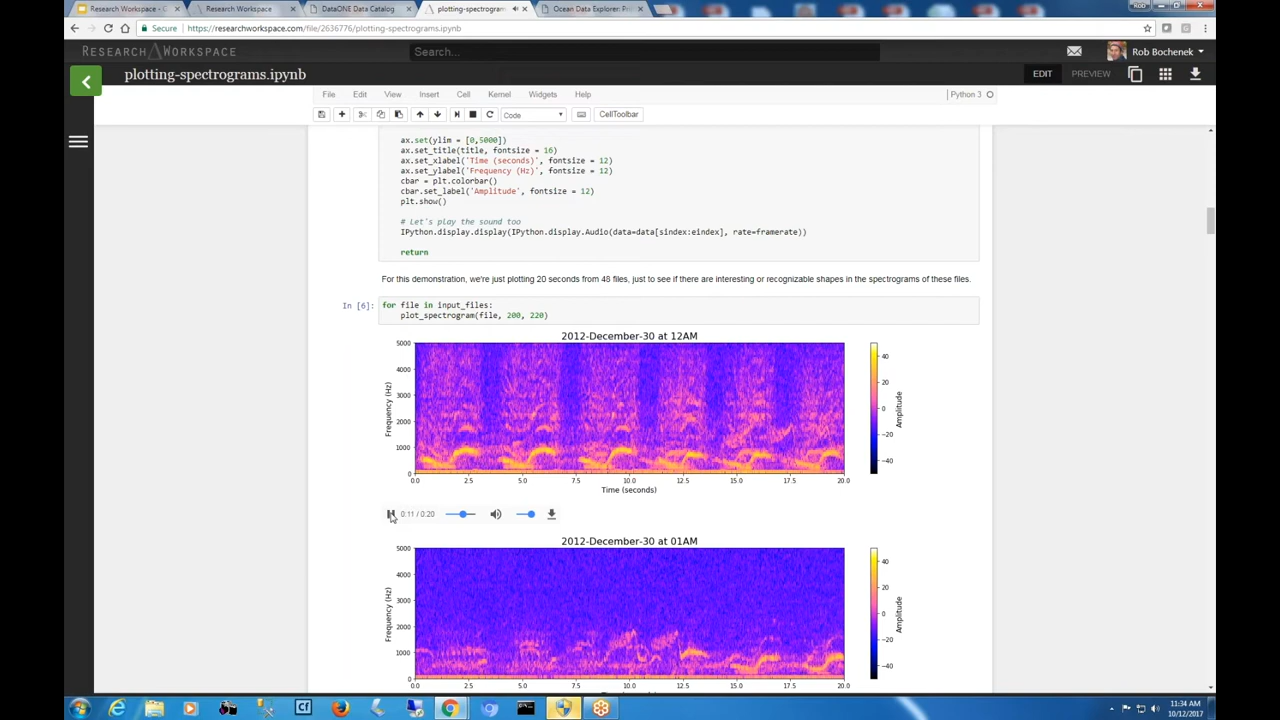 Research Workspace - C
Research Workspace
DataONE Data Catalog
plotting-spectrogram
Ocean Data Explorer: Pri
Rob
Secure
https://researchworkspace.com/file/2636776/plotting-spectrograms.ipynb
RESEARCH WORKSPACE
Search...
Rob Bochenek
plotting-spectrograms.ipynb
EDIT
PREVIEW
File
Edit
View
Insert
Cell
Kernel
Widgets
Help
Python 3
Code
CellToolbar
ax.set(ylim = [0,5000])
ax.set_title(title, fontsize = 16)
ax.set_xlabel('Time (seconds)', fontsize = 12)
ax.set_ylabel('Frequency (Hz)', fontsize = 12)
cbar = plt.colorbar()
cbar.set_label('Amplitude', fontsize = 12)
plt.show()
# Let's play the sound too
IPython.display.display(IPython.display.Audio(data=data[sindex:eindex], rate=framerate))
return
For this demonstration, we're just plotting 20 seconds from 48 files, just to see if there are interesting or recognizable shapes in the spectrograms of these files.
In [6]:
for file in input_files:
plot_spectrogram(file, 200, 220)
2012-December-30 at 12AM
5000
4000
3000
2000
1000
0
Frequency (Hz)
0.0 2.5 5.0 7.5 10.0 12.5 15.0 17.5 20.0
Time (seconds)
40
20
0
−20
−40
Amplitude
0:11 / 0:20
2012-December-30 at 01AM
5000
4000
3000
2000
1000
0
Frequency (Hz)
0.0 2.5 5.0 7.5 10.0 12.5 15.0 17.5 20.0
40
20
0
−20
−40
Amplitude
Cf
11:34 AM
10/12/2017